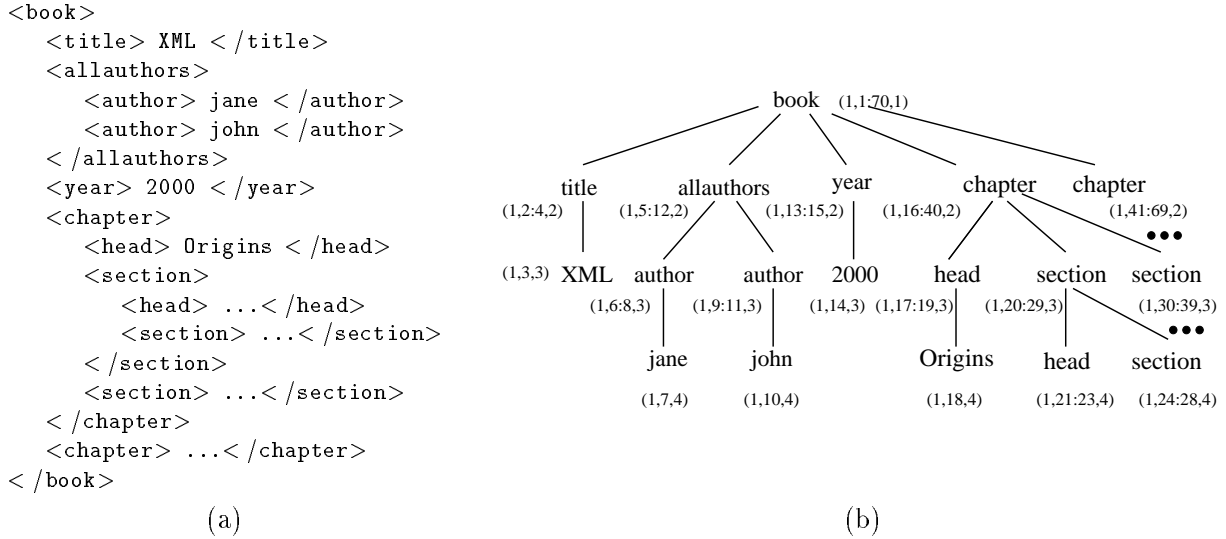 <book>
<title> XML </title>
<allauthors>
<author> jane </author>
<author> john </author>
</allauthors>
<year> 2000 </year>
<chapter>
<head> Origins </head>
<section>
<head> ...</head>
<section> ...</section>
</section>
<section> ...</section>
</chapter>
<chapter> ...</chapter>
</book>
(a)
book (1,1:70,1)
title allauthors year chapter chapter
(1,2:4,2) (1,5:12,2) (1,13:15,2) (1,16:40,2) (1,41:69,2)
•••
(1,3,3) XML author author 2000 head section section
(1,6:8,3) (1,9:11,3) (1,14,3) (1,17:19,3) (1,20:29,3) (1,30:39,3)
•••
jane john Origins head section
(1,7,4) (1,10,4) (1,18,4) (1,21:23,4) (1,24:28,4)
(b)